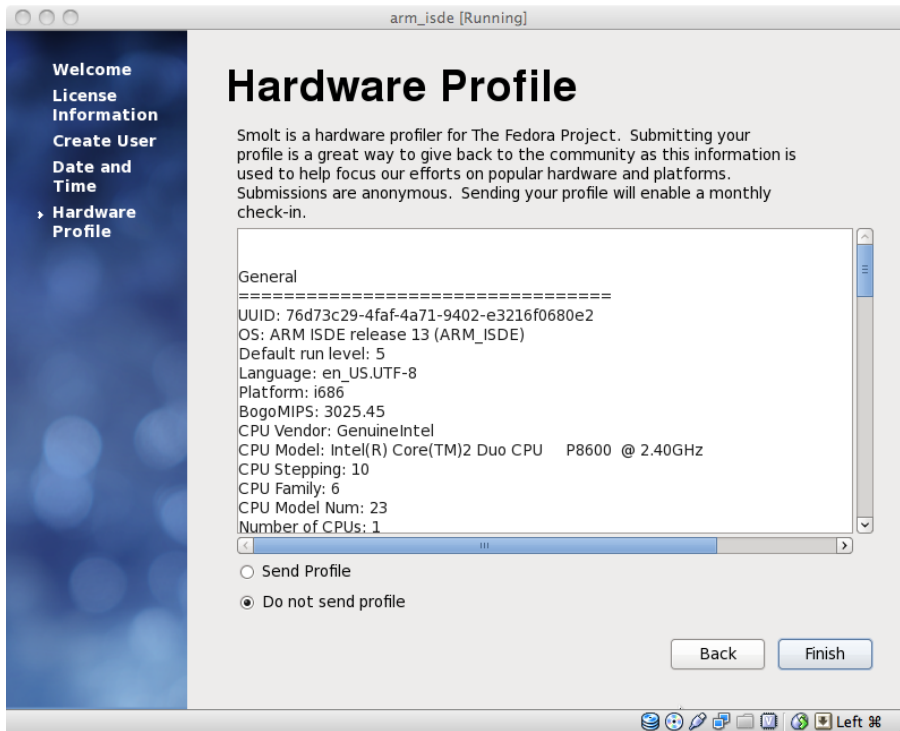 arm_isde [Running]
Welcome
License
Information
Create User
Date and
Time
Hardware
Profile
Hardware Profile
Smolt is a hardware profiler for The Fedora Project. Submitting your
profile is a great way to give back to the community as this information is
used to help focus our efforts on popular hardware and platforms.
Submissions are anonymous. Sending your profile will enable a monthly
check-in.
General
=================================
UUID: 76d73c29-4faf-4a71-9402-e3216f0680e2
OS: ARM ISDE release 13 (ARM_ISDE)
Default run level: 5
Language: en_US.UTF-8
Platform: i686
BogoMIPS: 3025.45
CPU Vendor: GenuineIntel
CPU Model: Intel(R) Core(TM)2 Duo CPU     P8600  @ 2.40GHz
CPU Stepping: 10
CPU Family: 6
CPU Model Num: 23
Number of CPUs: 1
Send Profile
Do not send profile
Back
Finish
Left ⌘